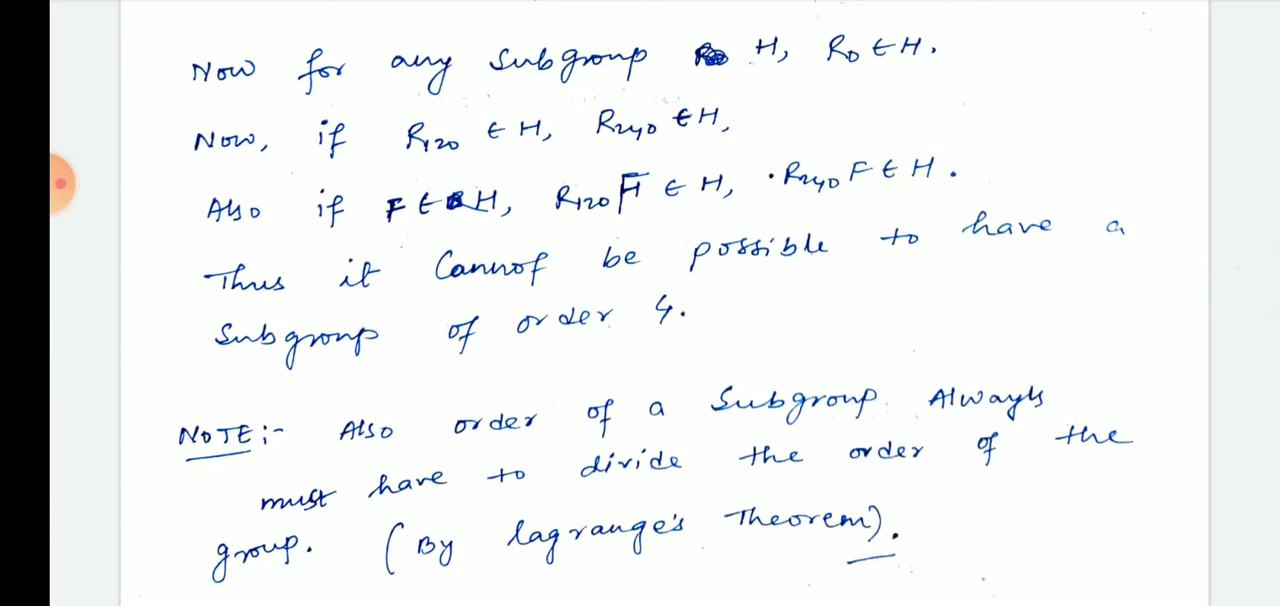 Now for any subgroup H, R₀ ∈ H.
Now, if R₁₂₀ ∈ H, R₂₄₀ ∈ H,
Also if F ∈ H, R₁₂₀F ∈ H, R₂₄₀F ∈ H.
Thus it Cannot be possible to have a
Subgroup of order 4.
NOTE:- Also order of a Subgroup Always
must have to divide the order of the
group. (By lagrange's Theorem).